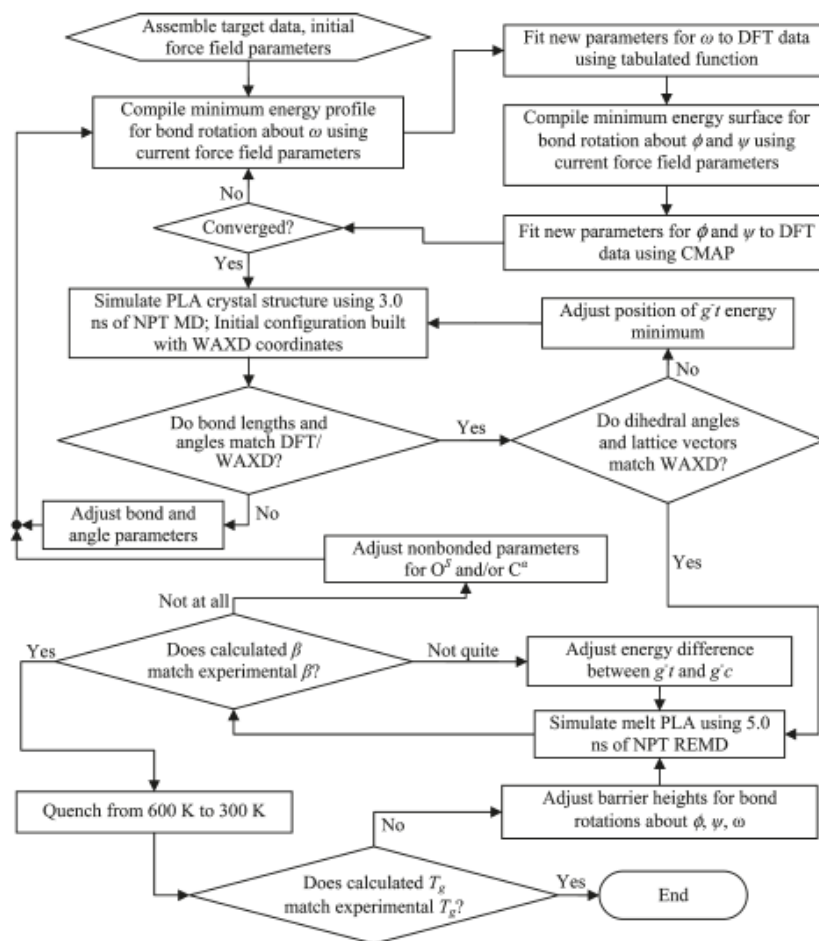 Assemble target data, initial
force field parameters
Fit new parameters for ω to DFT data
using tabulated function
Compile minimum energy profile
for bond rotation about ω using
current force field parameters
Compile minimum energy surface for
bond rotation about ϕ and ψ using
current force field parameters
No
Converged?
Fit new parameters for ϕ and ψ to DFT
data using CMAP
Yes
Simulate PLA crystal structure using 3.0
ns of NPT MD; Initial configuration built
with WAXD coordinates
Adjust position of g⁻t energy
minimum
No
Do bond lengths and
angles match DFT/
WAXD?
Yes
Do dihedral angles
and lattice vectors
match WAXD?
No
Adjust bond and
angle parameters
Yes
Adjust nonbonded parameters
for Oˢ and/or Cᵅ
Not at all
Yes
Does calculated β
match experimental β?
Not quite
Adjust energy difference
between g⁻t and g⁻c
Simulate melt PLA using 5.0
ns of NPT REMD
Quench from 600 K to 300 K
Adjust barrier heights for bond
rotations about ϕ, ψ, ω
No
Does calculated T_g
match experimental T_g?
Yes
End